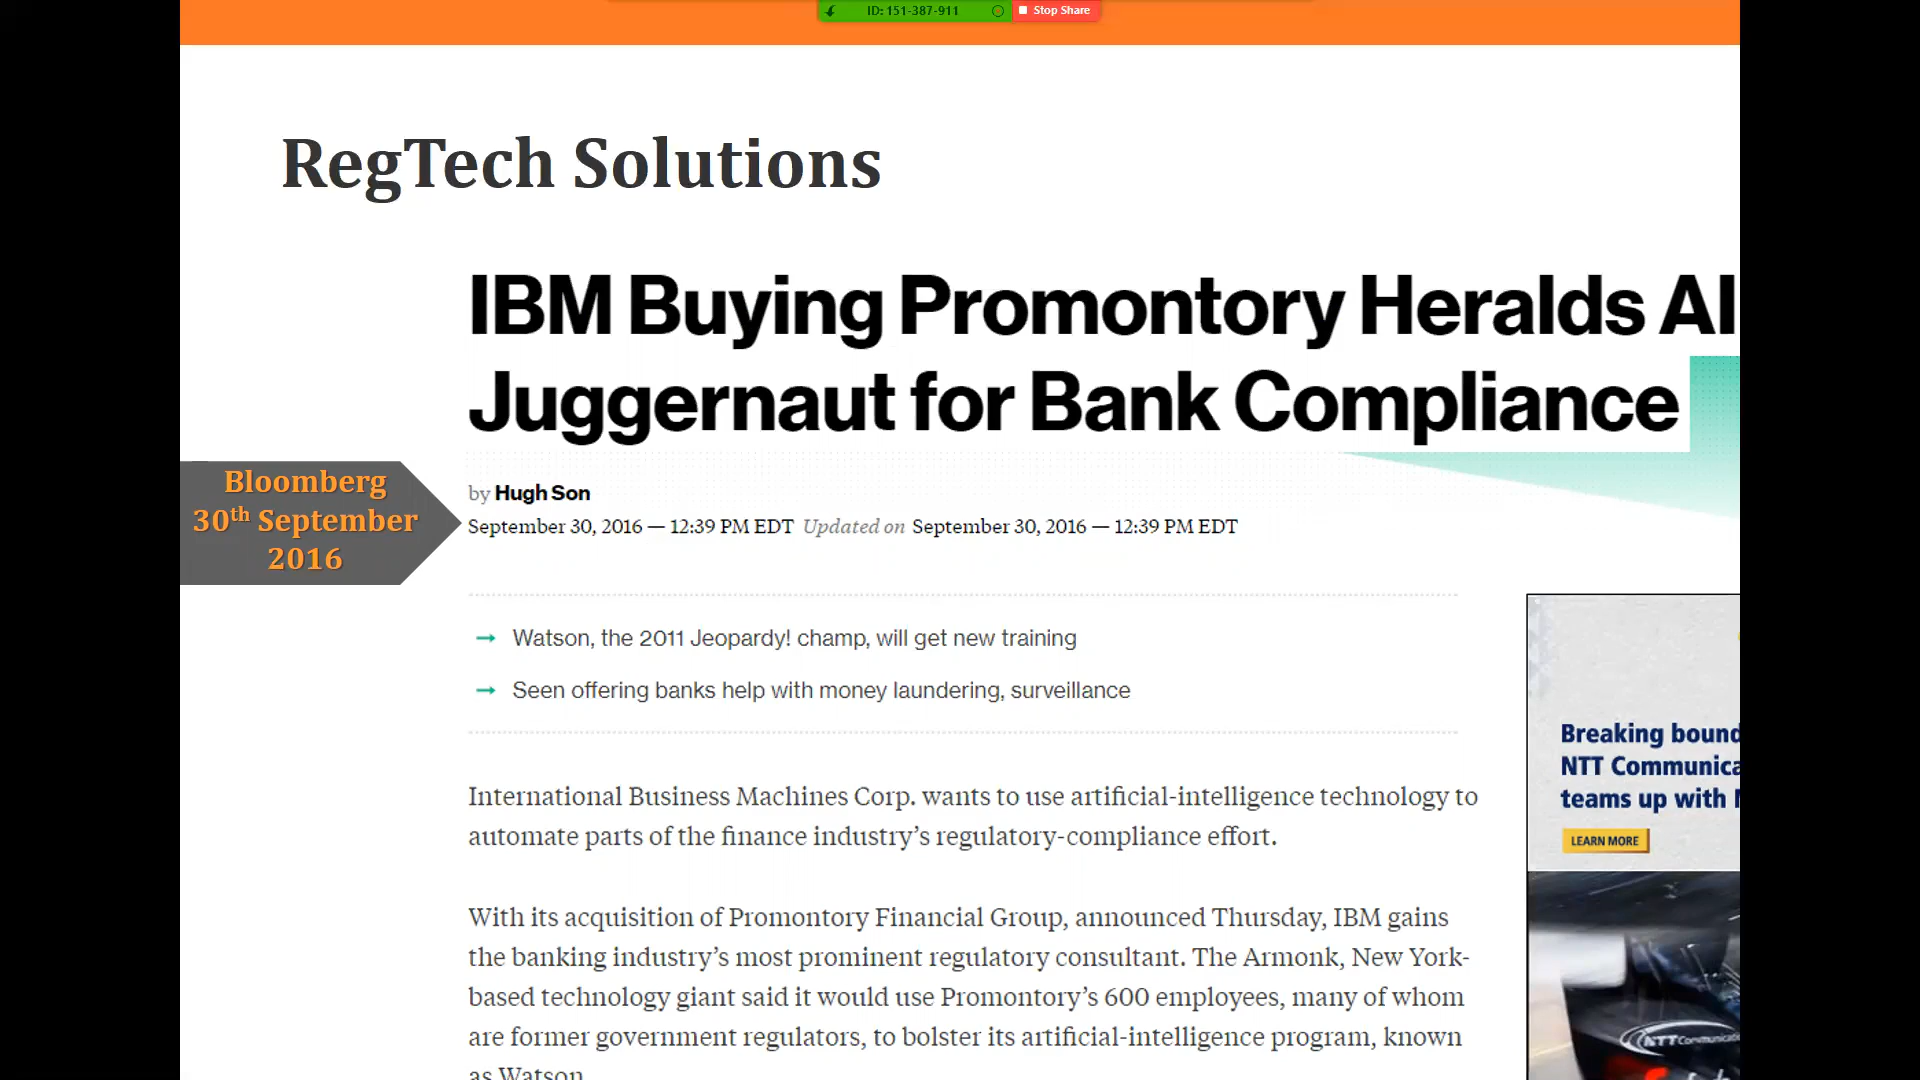 ID: 151-387-911
Stop Share
RegTech Solutions
IBM Buying Promontory Heralds AI
Juggernaut for Bank Compliance
Bloomberg
30th September
2016
by Hugh Son
September 30, 2016 — 12:39 PM EDT Updated on September 30, 2016 — 12:39 PM EDT
→ Watson, the 2011 Jeopardy! champ, will get new training
→ Seen offering banks help with money laundering, surveillance
International Business Machines Corp. wants to use artificial-intelligence technology to
automate parts of the finance industry's regulatory-compliance effort.
With its acquisition of Promontory Financial Group, announced Thursday, IBM gains
the banking industry's most prominent regulatory consultant. The Armonk, New York-
based technology giant said it would use Promontory's 600 employees, many of whom
are former government regulators, to bolster its artificial-intelligence program, known
as Watson.
Breaking bound
NTT Communica
teams up with
LEARN MORE
NTT Communicatio